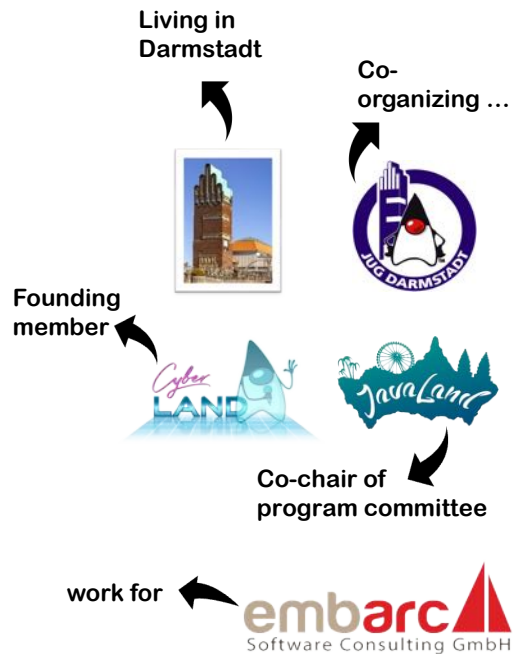 Living in
Darmstadt
Co-
organizing ...
JUG DARMSTADT
TM
Founding
member
Cyber
LAND
JavaLand
Co-chair of
program committee
work for
embarc
Software Consulting GmbH